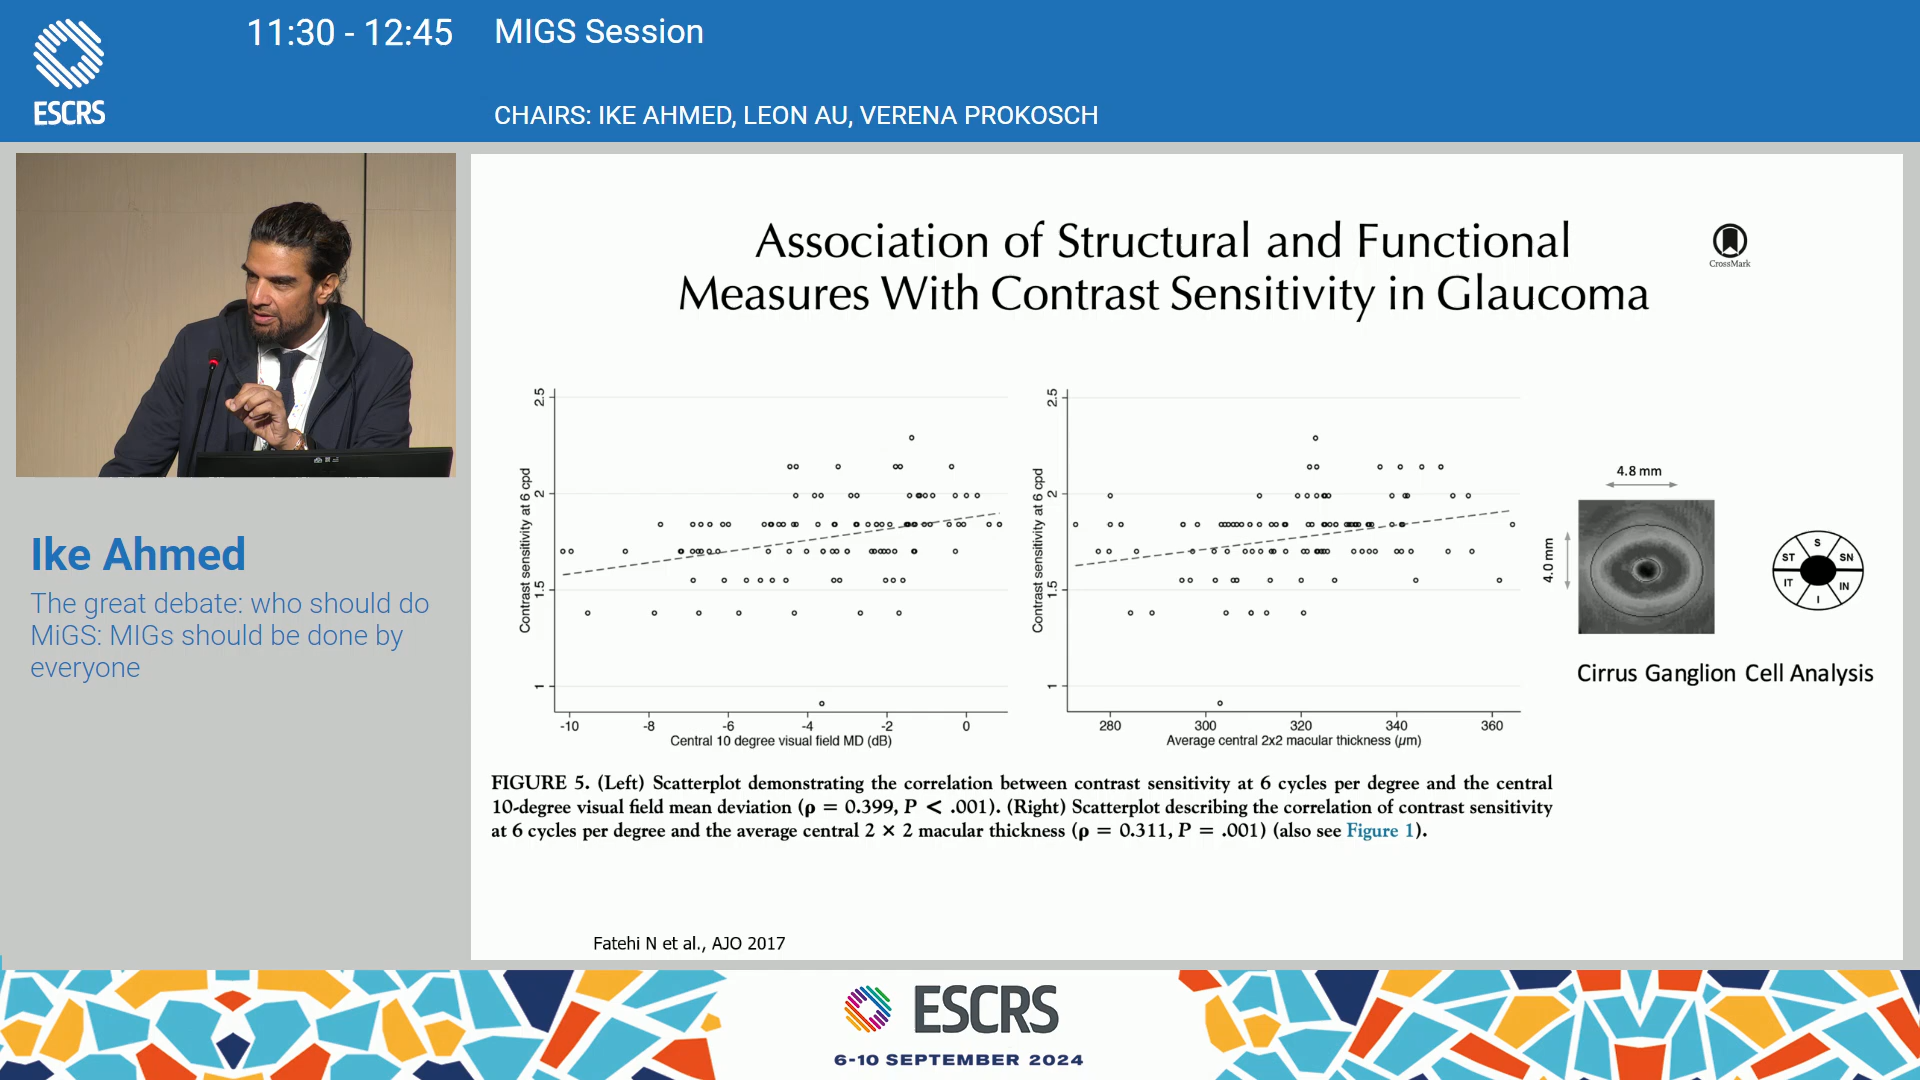 ESCRS
11:30 - 12:45
MIGS Session
CHAIRS: IKE AHMED, LEON AU, VERENA PROKOSCH
Ike Ahmed
The great debate: who should do
MiGS: MIGs should be done by
everyone
Association of Structural and Functional
Measures With Contrast Sensitivity in Glaucoma
CrossMark
Contrast sensitivity at 6 cpd
2.5
2
1.5
1
-10 -8 -6 -4 -2 0
Central 10 degree visual field MD (dB)
Contrast sensitivity at 6 cpd
2.5
2
1.5
1
280 300 320 340 360
Average central 2x2 macular thickness (μm)
4.8 mm
4.0 mm
S
ST SN
IT IN
I
Cirrus Ganglion Cell Analysis
FIGURE 5. (Left) Scatterplot demonstrating the correlation between contrast sensitivity at 6 cycles per degree and the central
10-degree visual field mean deviation (ρ = 0.399, P < .001). (Right) Scatterplot describing the correlation of contrast sensitivity
at 6 cycles per degree and the average central 2 × 2 macular thickness (ρ = 0.311, P = .001) (also see Figure 1).
Fatehi N et al., AJO 2017
ESCRS
6-10 SEPTEMBER 2024